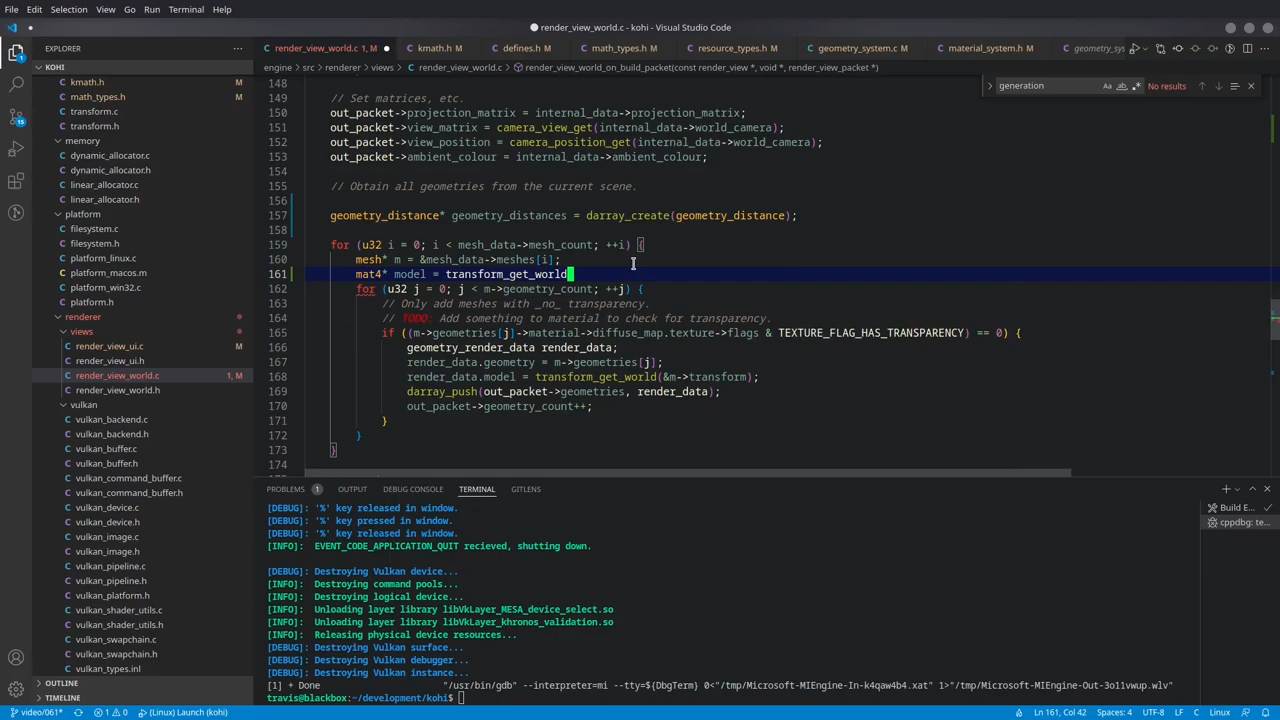 File Edit Selection View Go Run Terminal Help
render_view_world.c - kohi - Visual Studio Code
EXPLORER
KOHI
kmath.h M
math_types.h M
transform.c
transform.h
memory
dynamic_allocator.c
dynamic_allocator.h
linear_allocator.c
linear_allocator.h
platform
filesystem.c
filesystem.h
platform_linux.c
platform_macos.m
platform_win32.c
platform.h
renderer
views
render_view_ui.c M
render_view_ui.h
render_view_world.c 1, M
render_view_world.h
vulkan
vulkan_backend.c
vulkan_backend.h
vulkan_buffer.c
vulkan_buffer.h
vulkan_command_buffer.c
vulkan_command_buffer.h
vulkan_device.c
vulkan_device.h
vulkan_image.c
vulkan_image.h
vulkan_pipeline.c
vulkan_pipeline.h
vulkan_platform.h
vulkan_shader_utils.c
vulkan_shader_utils.h
vulkan_swapchain.c
vulkan_swapchain.h
vulkan_types.inl
OUTLINE
TIMELINE
render_view_world.c 1, M kmath.h M defines.h M math_types.h M resource_types.h M geometry_system.c M material_system.h M geometry_sys
engine > src > renderer > views > render_view_world.c > render_view_world_on_build_packet(const render_view *, void *, render_view_packet *)
generation Aa ab No results
148
149 // Set matrices, etc.
150 out_packet->projection_matrix = internal_data->projection_matrix;
151 out_packet->view_matrix = camera_view_get(internal_data->world_camera);
152 out_packet->view_position = camera_position_get(internal_data->world_camera);
153 out_packet->ambient_colour = internal_data->ambient_colour;
154
155 // Obtain all geometries from the current scene.
156
157 geometry_distance* geometry_distances = darray_create(geometry_distance);
158
159 for (u32 i = 0; i < mesh_data->mesh_count; ++i) {
160 mesh* m = &mesh_data->meshes[i];
161 mat4* model = transform_get_world
162 for (u32 j = 0; j < m->geometry_count; ++j) {
163 // Only add meshes with _no_ transparency.
164 // TODO: Add something to material to check for transparency.
165 if ((m->geometries[j]->material->diffuse_map.texture->flags & TEXTURE_FLAG_HAS_TRANSPARENCY) == 0) {
166 geometry_render_data render_data;
167 render_data.geometry = m->geometries[j];
168 render_data.model = transform_get_world(&m->transform);
169 darray_push(out_packet->geometries, render_data);
170 out_packet->geometry_count++;
171 }
172 }
173 }
174
PROBLEMS 1 OUTPUT DEBUG CONSOLE TERMINAL GITLENS
[DEBUG]: '%' key released in window.
[DEBUG]: '%' key pressed in window.
[DEBUG]: '%' key released in window.
[INFO]: EVENT_CODE_APPLICATION_QUIT recieved, shutting down.
[DEBUG]: Destroying Vulkan device...
[INFO]: Destroying command pools...
[INFO]: Destroying logical device...
[INFO]: Unloading layer library libVkLayer_MESA_device_select.so
[INFO]: Unloading layer library libVkLayer_khronos_validation.so
[INFO]: Releasing physical device resources...
[DEBUG]: Destroying Vulkan surface...
[DEBUG]: Destroying Vulkan debugger...
[DEBUG]: Destroying Vulkan instance...
[1] + Done "/usr/bin/gdb" --interpreter=mi --tty=${DbgTerm} 0<"/tmp/Microsoft-MIEngine-In-k4qaw4b4.xat" 1>"/tmp/Microsoft-MIEngine-Out-3o11vwup.wlv"
travis@blackbox:~/development/kohi$
Build E...
cppdbg: te...
video/061* 1 0 (Linux) Launch (kohi) Ln 161, Col 42 Spaces: 4 UTF-8 LF C Linux